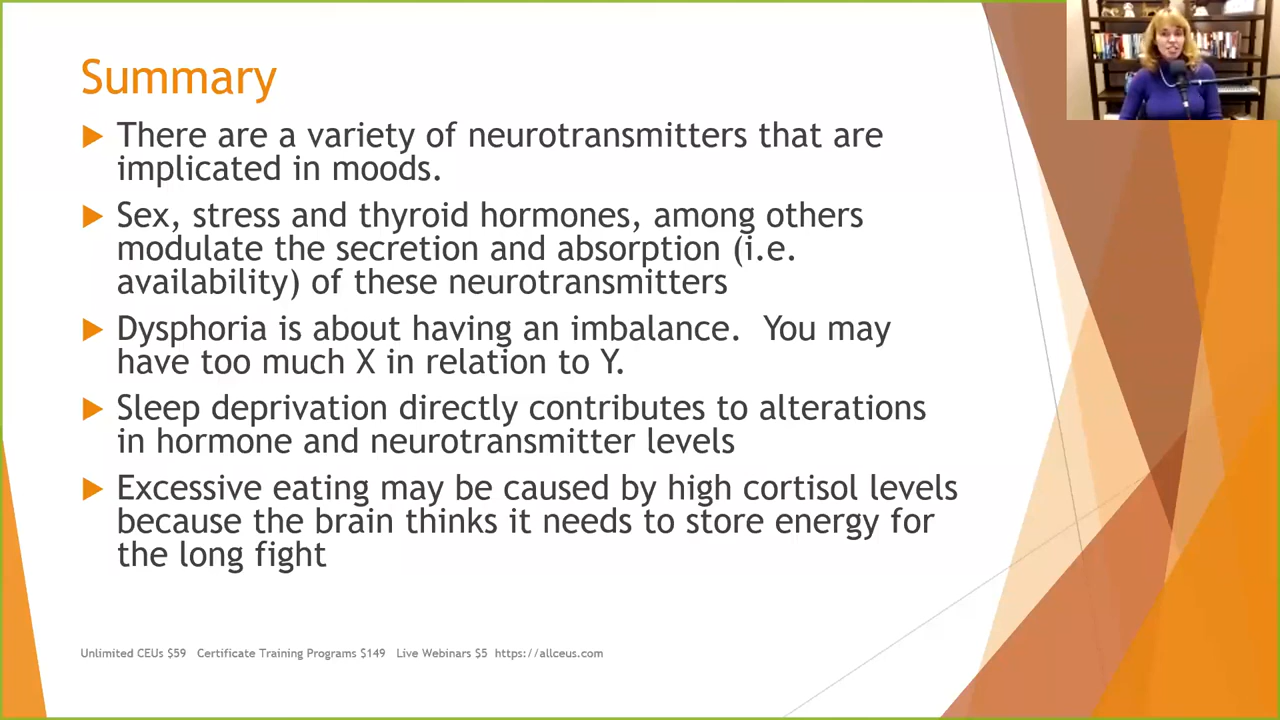 Summary
There are a variety of neurotransmitters that are
implicated in moods.
Sex, stress and thyroid hormones, among others
modulate the secretion and absorption (i.e.
availability) of these neurotransmitters
Dysphoria is about having an imbalance.  You may
have too much X in relation to Y.
Sleep deprivation directly contributes to alterations
in hormone and neurotransmitter levels
Excessive eating may be caused by high cortisol levels
because the brain thinks it needs to store energy for
the long fight
Unlimited CEUs $59   Certificate Training Programs $149   Live Webinars $5  https://allceus.com